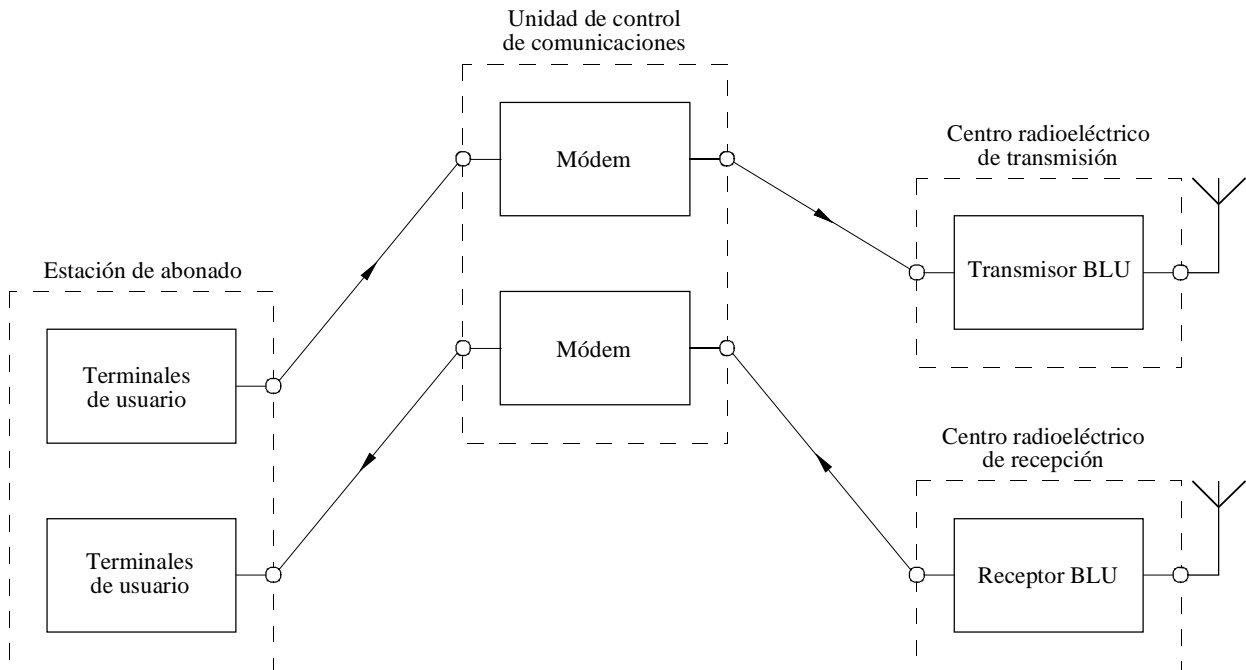 Unidad de control
de comunicaciones
Módem
Centro radioeléctrico
de transmisión
Transmisor BLU
Estación de abonado
Terminales
de usuario
Módem
Centro radioeléctrico
de recepción
Terminales
de usuario
Receptor BLU